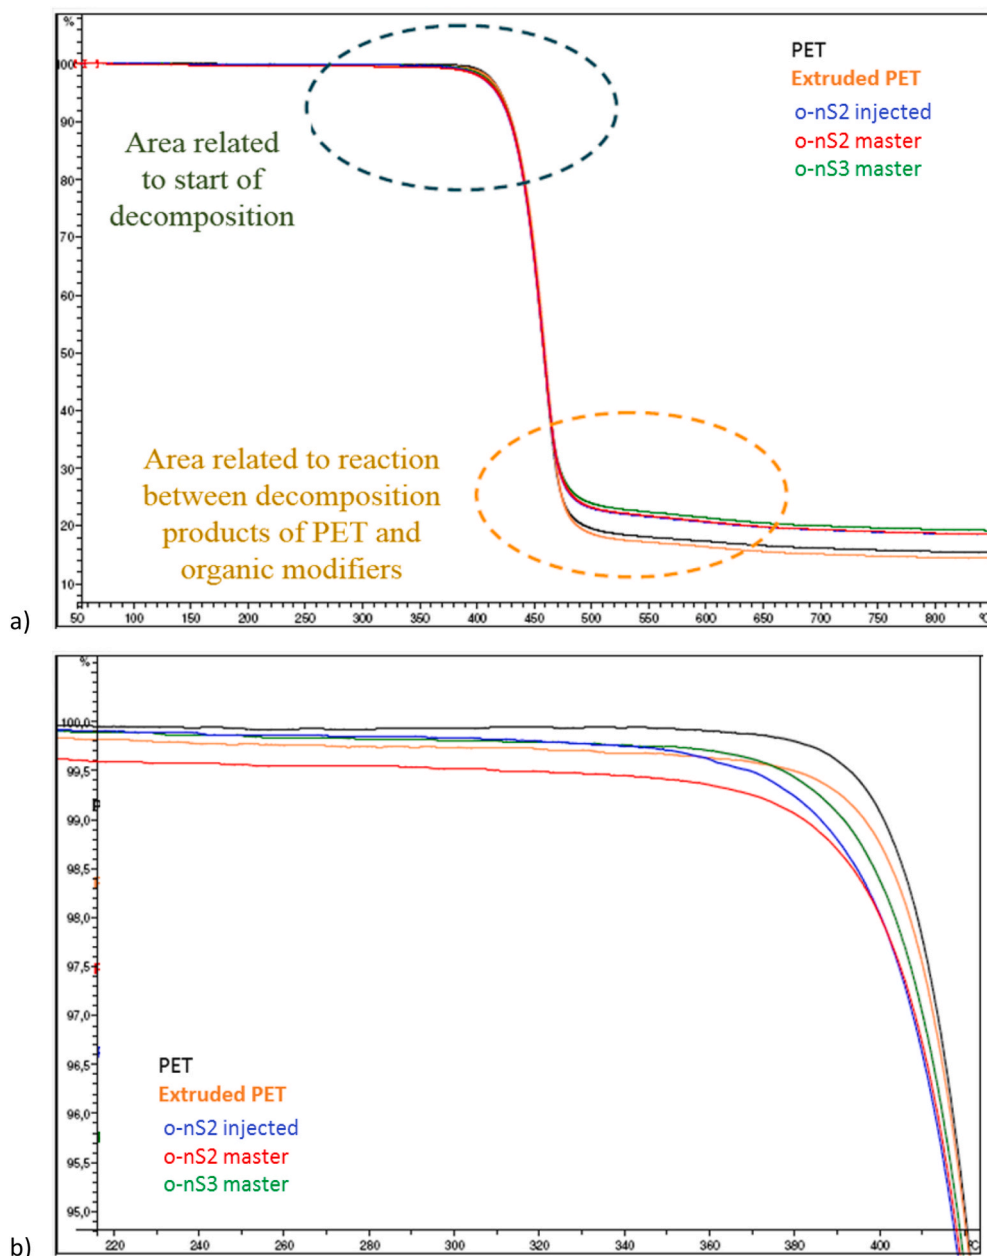 %
PET
Extruded PET
o-nS2 injected
o-nS2 master
o-nS3 master
Area related
to start of
decomposition
Area related to reaction
between decomposition
products of PET and
organic modifiers
100
90
80
70
60
50
40
30
20
10
50 100 150 200 250 300 350 400 450 500 550 600 650 700 750 800 °C
a)
%
100,0
99,5
99,0
98,5
98,0
97,5
97,0
96,5
96,0
95,5
95,0
PET
Extruded PET
o-nS2 injected
o-nS2 master
o-nS3 master
220 240 260 280 300 320 340 360 380 400 °C
b)